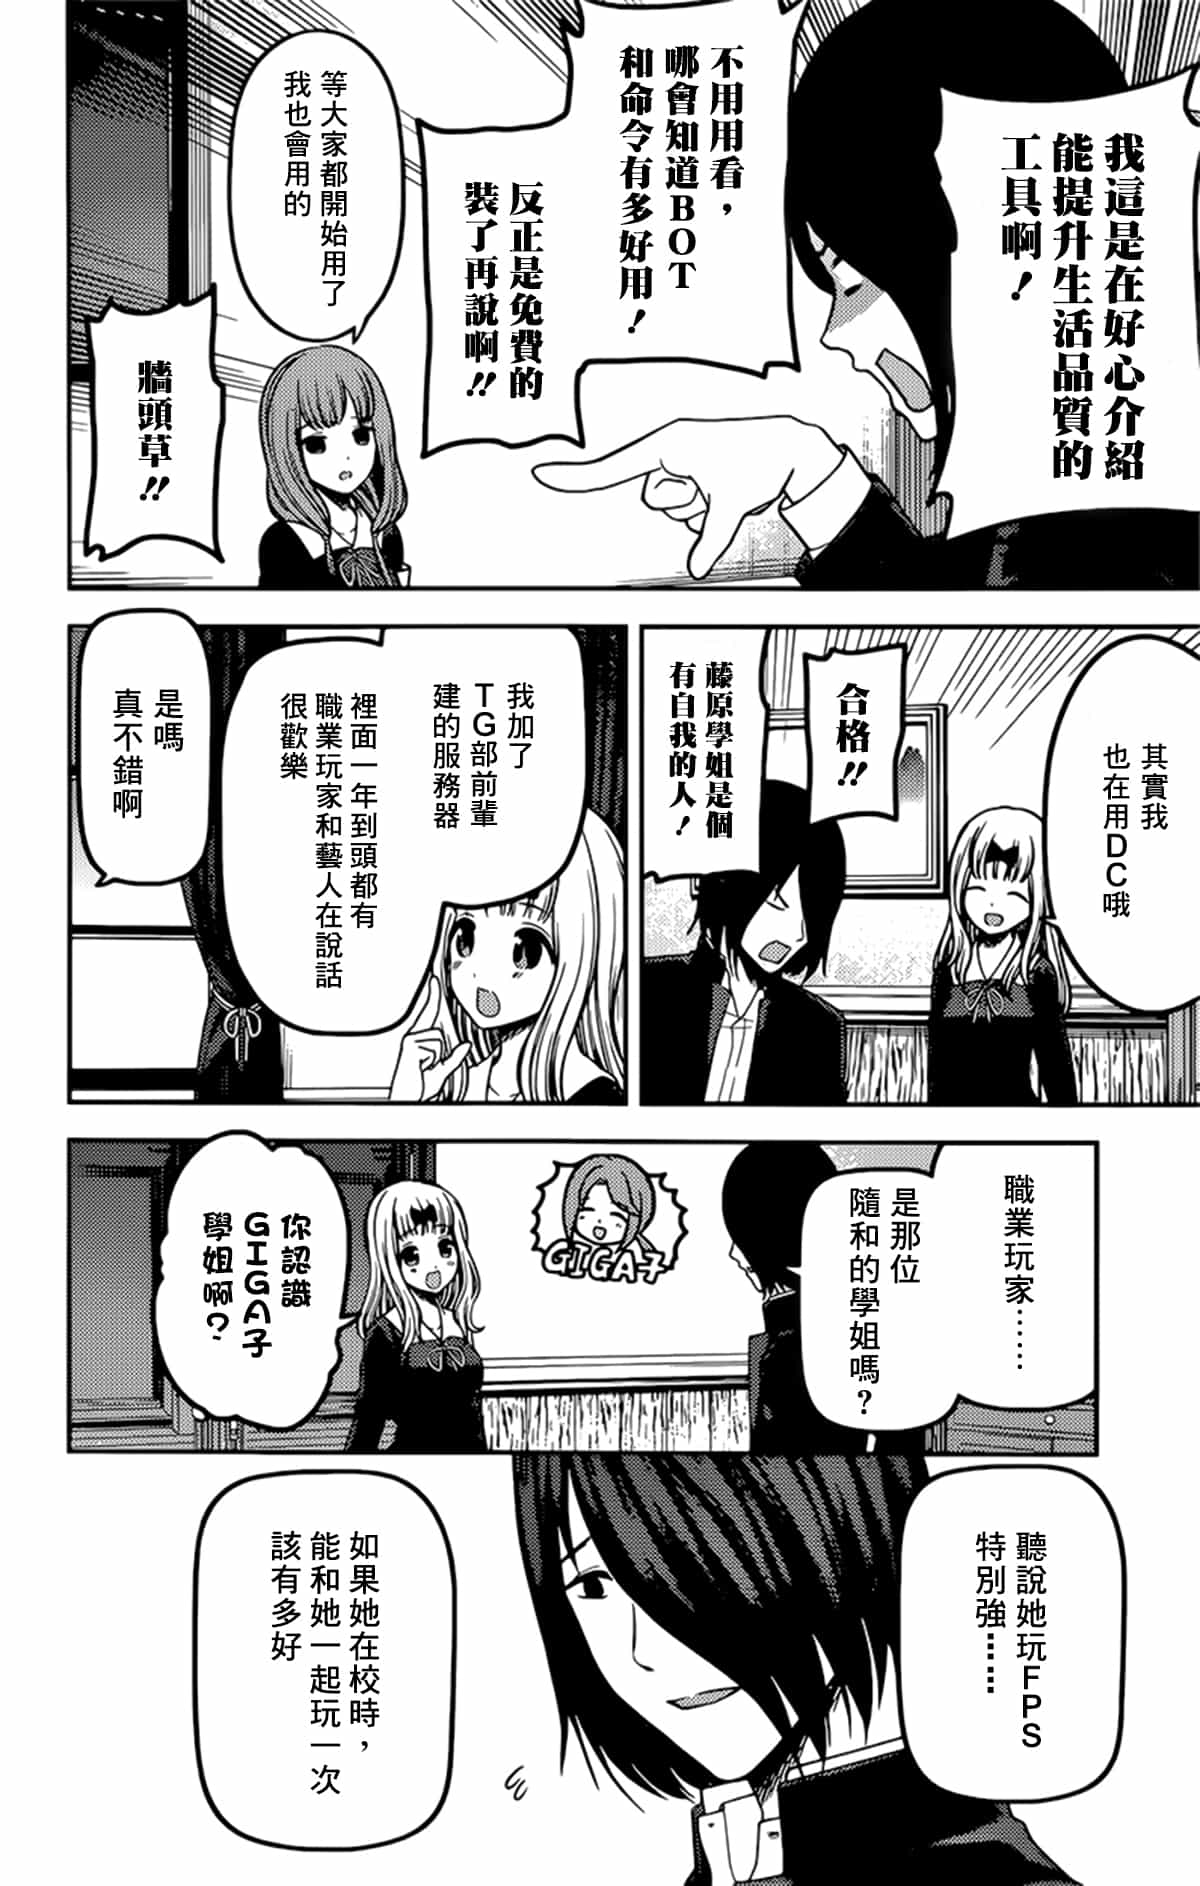 我這是在好心介紹
能提升生活品質的
工具啊！
不用用看，
哪會知道BOT
和命令有多好用！
反正是免費的
裝了再說啊!!
等大家都開始用了
我也會用的
牆頭草!!
其實我
也在用DC哦
合格!!
藤原學姐是個
有自我的人！
我加了
TG部前輩
建的服務器
裡面一年到頭都有
職業玩家和藝人在說話
很歡樂
是嗎
真不錯啊
職業玩家……
是那位
隨和的學姐嗎？
GIGA子
你認識
GIGA子
學姐啊？
聽說她玩FPS
特別強……
如果她在校時，
能和她一起玩一次
該有多好